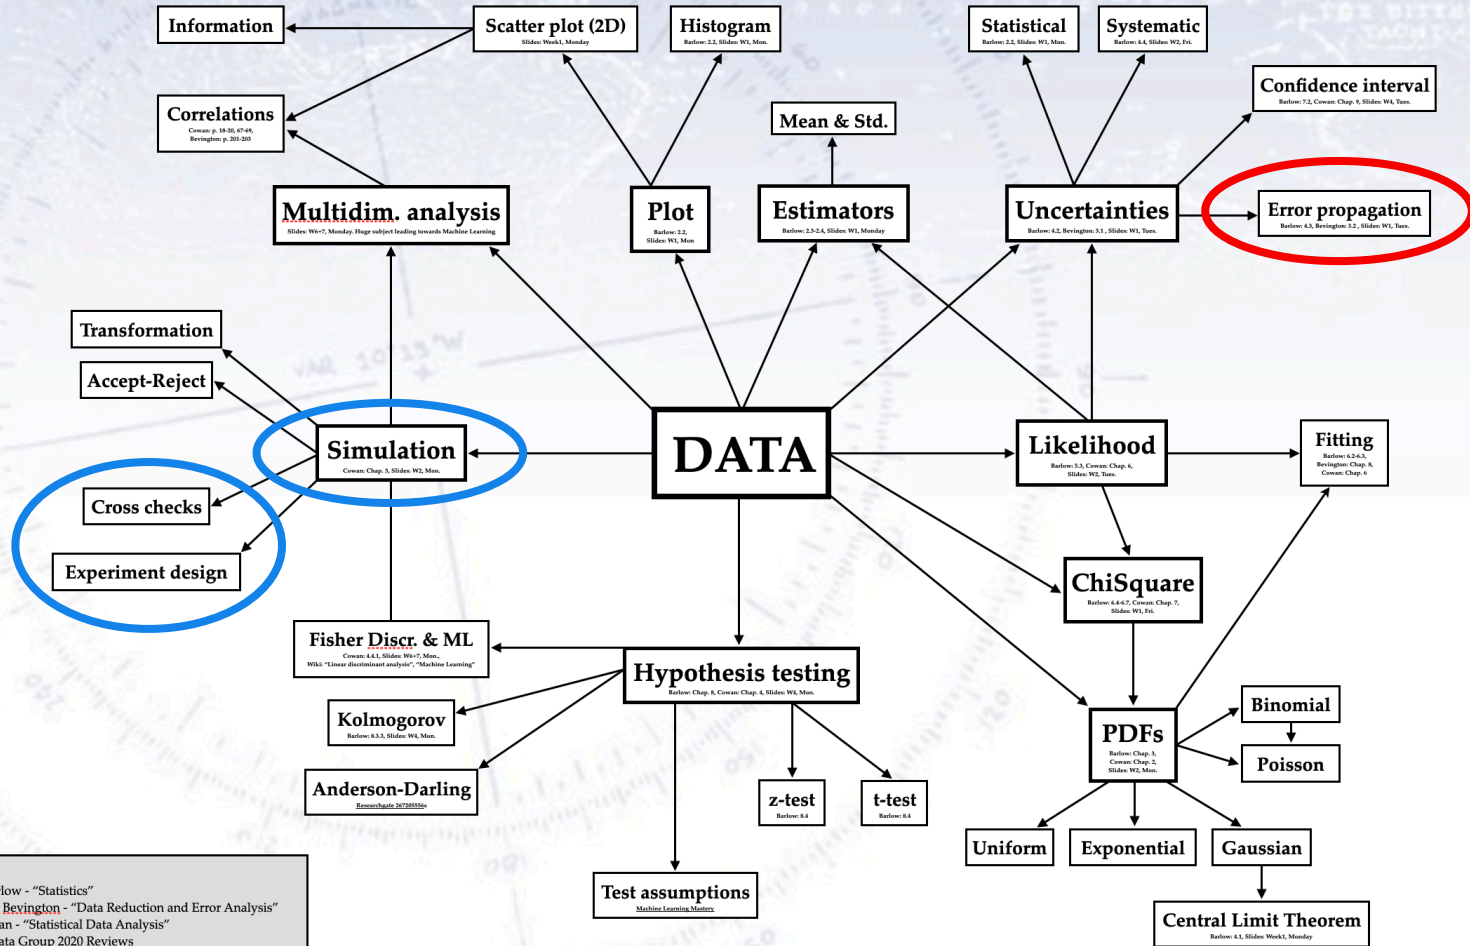 Information
Scatter plot (2D)
Slides: Week1, Monday
Histogram
Barlow: 2.2, Slides: W1, Mon.
Statistical
Barlow: 2.2, Slides: W1, Mon.
Systematic
Barlow: 4.4, Slides: W2, Fri.
Confidence interval
Barlow: 7.2, Cowan: Chap. 9, Slides: W4, Tues.
Correlations
Cowan: p. 18-20, 67-69,
Bevington: p. 201-203
Mean & Std.
Multidim. analysis
Slides: W6+7, Monday. Huge subject leading towards Machine Learning
Plot
Barlow: 2.2,
Slides: W1, Mon
Estimators
Barlow: 2.3-2.4, Slides: W1, Monday
Uncertainties
Barlow: 4.2, Bevington: 3.1 , Slides: W1, Tues.
Error propagation
Barlow: 4.3, Bevington: 3.2 , Slides: W1, Tues.
Transformation
VAR 10°15'W
Accept-Reject
Simulation
Cowan: Chap. 3, Slides: W2, Mon.
DATA
Likelihood
Barlow: 5.3, Cowan: Chap. 6,
Slides: W2, Tues.
Fitting
Barlow: 6.2-6.3,
Bevington: Chap. 8,
Cowan: Chap. 6
Cross checks
Experiment design
ChiSquare
Barlow: 6.4-6.7, Cowan: Chap. 7,
Slides: W1, Fri.
Fisher Discr. & ML
Cowan: 4.4.1, Slides: W6+7, Mon.,
Wiki: "Linear discriminant analysis", "Machine Learning"
Hypothesis testing
Barlow: Chap. 8, Cowan: Chap. 4, Slides: W4, Mon.
Kolmogorov
Barlow: 8.3.3, Slides: W4, Mon.
PDFs
Barlow: Chap. 3,
Cowan: Chap. 2,
Slides: W2, Mon.
Binomial
Poisson
Anderson-Darling
Researchgate 267205556s
z-test
Barlow: 8.4
t-test
Barlow: 8.4
Uniform
Exponential
Gaussian
Test assumptions
Machine Learning Mastery
Central Limit Theorem
Barlow: 4.1, Slides: Week1, Monday
rlow - "Statistics"
Bevington - "Data Reduction and Error Analysis"
an - "Statistical Data Analysis"
ata Group 2020 Reviews